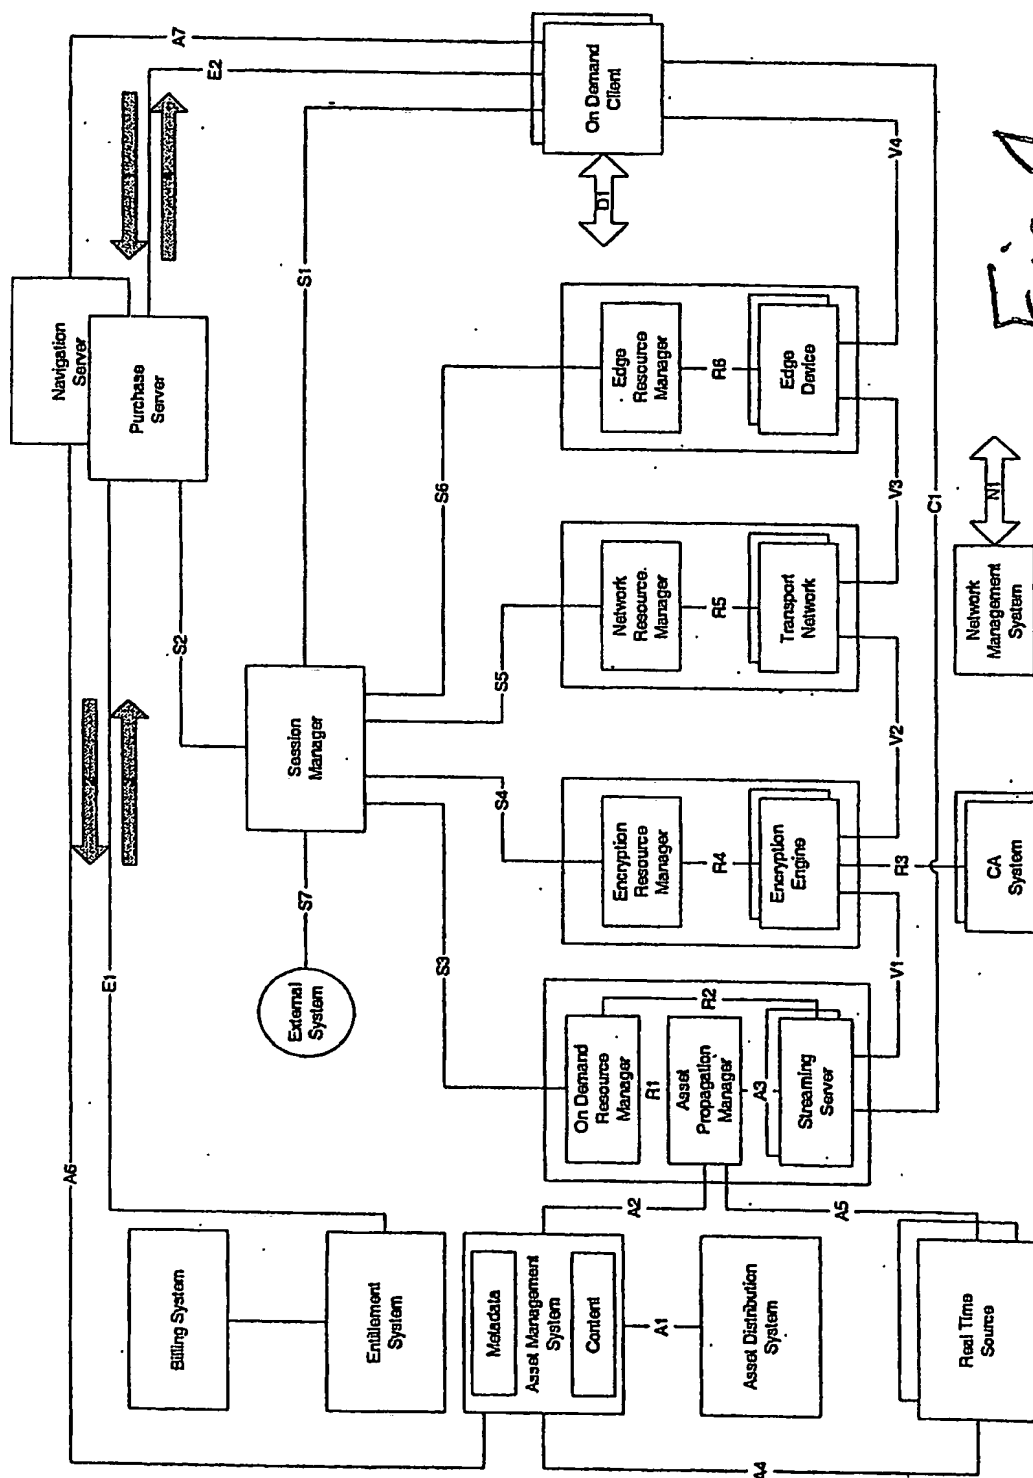 Navigation
Server
Purchase
Server
A7
E2
On Demand
Client
S1
D1
S2
S6
Session
Manager
S7
External
System
S3
S4
S5
Edge
Resource
Manager
R6
Edge
Device
V4
Network
Resource.
Manager
R5
Transport
Network
V3
Encryption
Resource
Manager
R4
Encryption
Engine
V2
R3
CA
System
C1
Network
Management
System
N1
On Demand
Resource
Manager
R1
R2
Asset
Propagation
Manager
A3
Streaming
Server
V1
A6
E1
Billing System
Entitlement
System
Metadata
Asset Management
System
Content
A2
A1
Asset Distribution
System
A5
Real Time
Source
A4